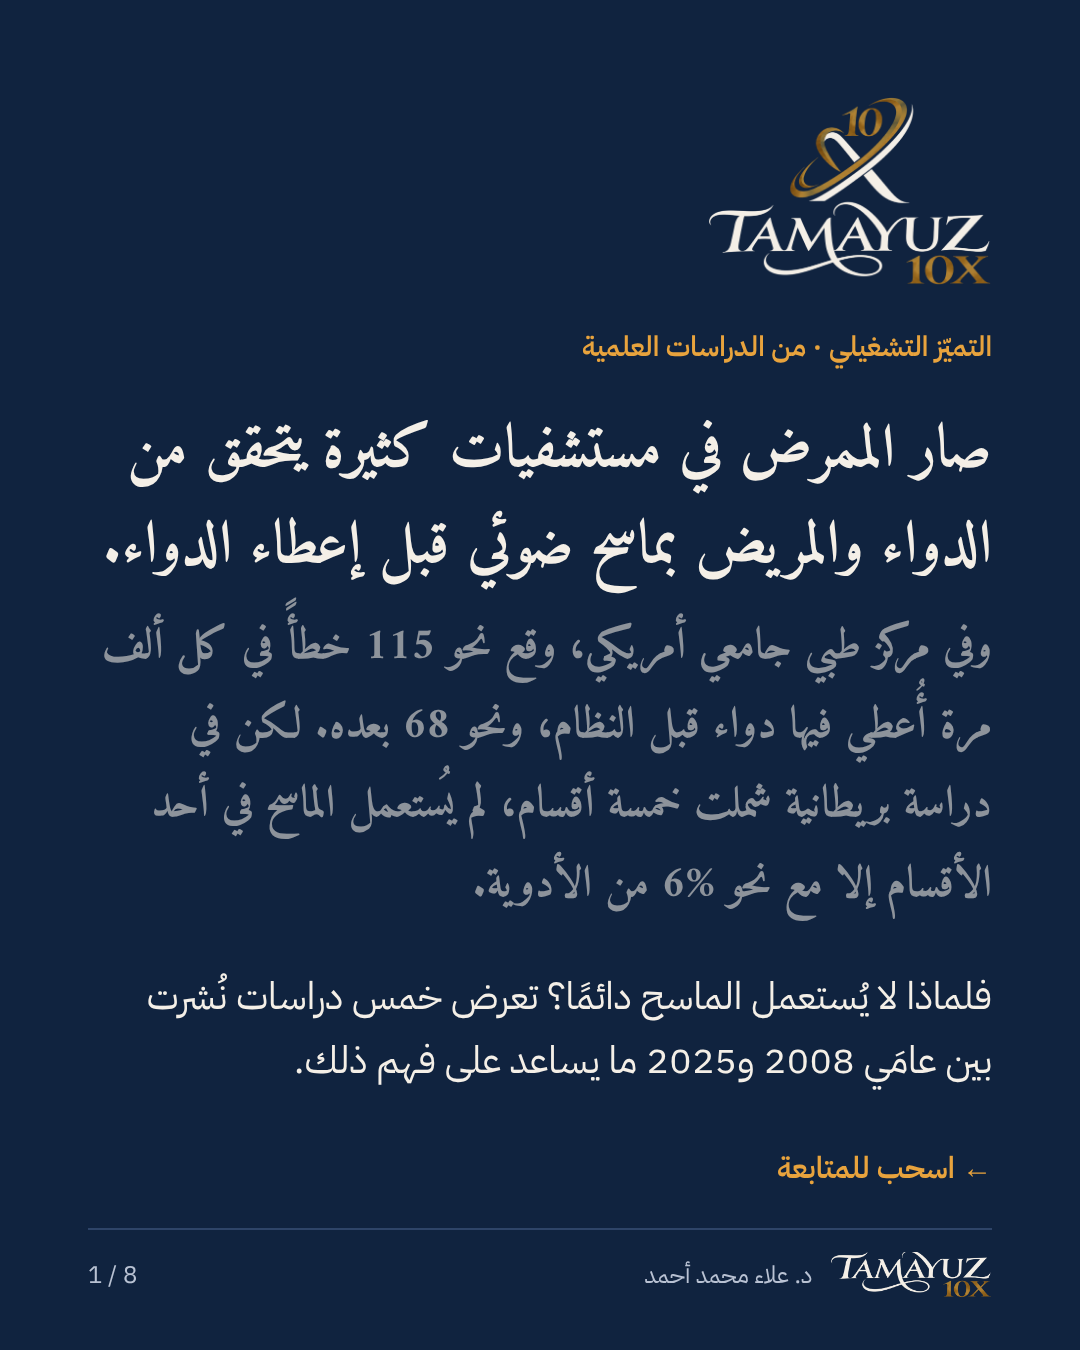 10
TAMAYUZ
10X
التميّز التشغيلي · من الدراسات العلمية
صار الممرض في مستشفيات كثيرة يتحقق من
الدواء والمريض بماسح ضوئي قبل إعطاء الدواء.
وفي مركز طبي جامعي أمريكي، وقع نحو 115 خطأً في كل ألف
مرة أُعطي فيها دواء قبل النظام، ونحو 68 بعده. لكن في
دراسة بريطانية شملت خمسة أقسام، لم يُستعمل الماسح في أحد
الأقسام إلا مع نحو 6% من الأدوية.
فلماذا لا يُستعمل الماسح دائمًا؟ تعرض خمس دراسات نُشرت
بين عامَي 2008 و2025 ما يساعد على فهم ذلك.
← اسحب للمتابعة
TAMAYUZ
10X
د. علاء محمد أحمد
1 / 8